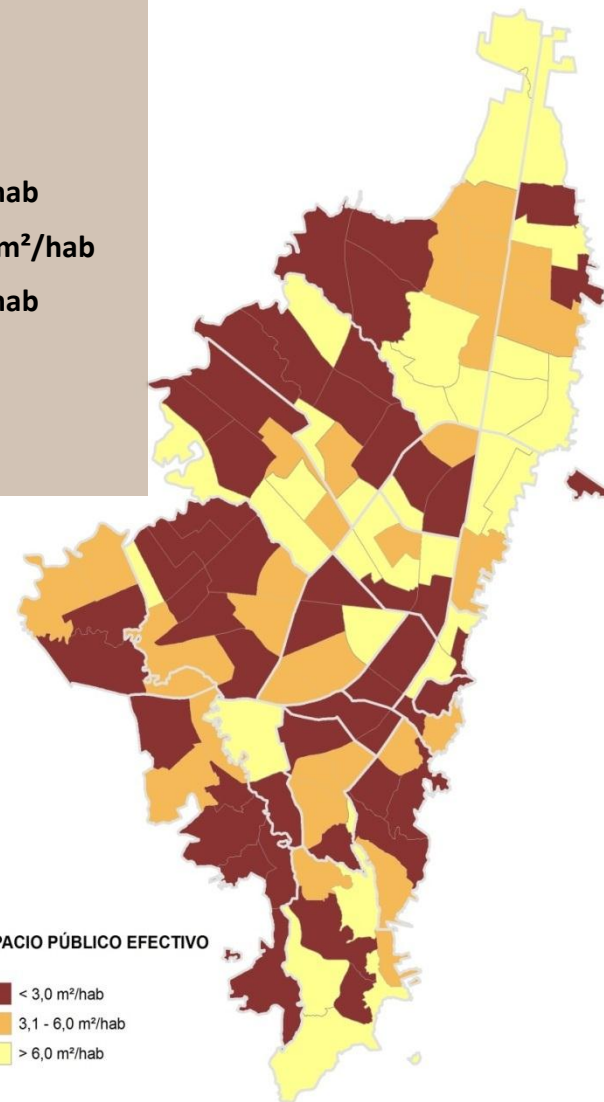 hab
m²/hab
hab
PACIO PÚBLICO EFECTIVO
< 3,0 m²/hab
3,1 - 6,0 m²/hab
> 6,0 m²/hab